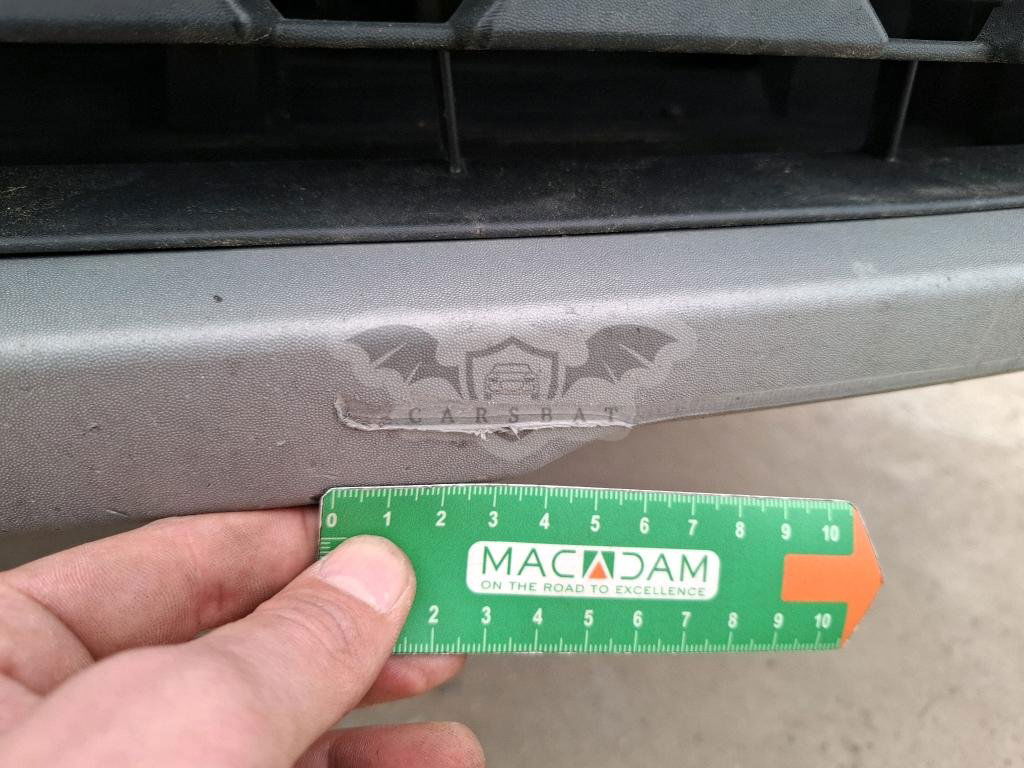 CARSBAT
0 1 2 3 4 5 6 7 8 9 10
MACADAM
ON THE ROAD TO EXCELLENCE
2 3 4 5 6 7 8 9 10